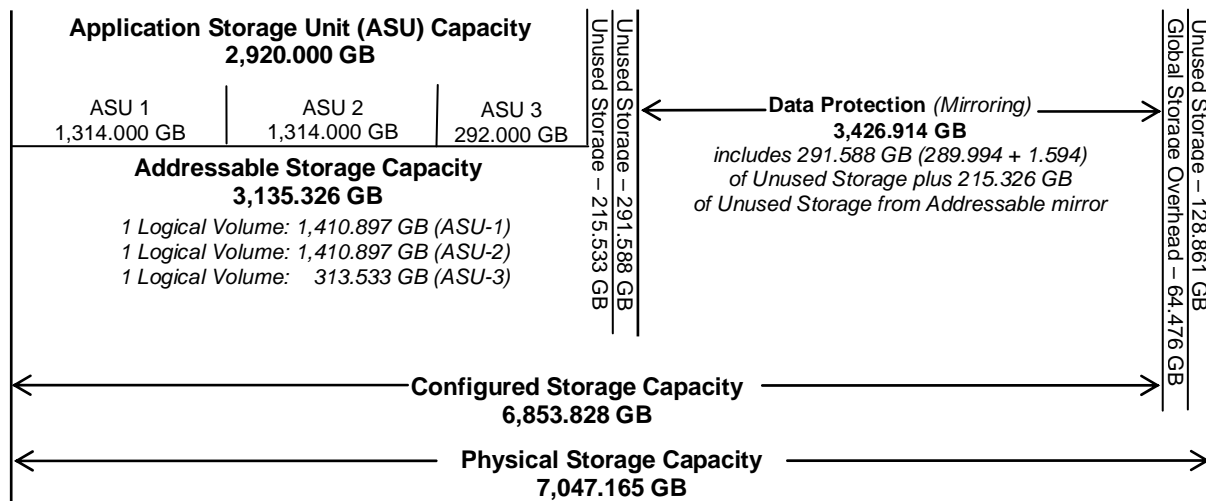 Application Storage Unit (ASU) Capacity
2,920.000 GB
ASU 1
1,314.000 GB
ASU 2
1,314.000 GB
ASU 3
292.000 GB
Addressable Storage Capacity
3,135.326 GB
1 Logical Volume: 1,410.897 GB (ASU-1)
1 Logical Volume: 1,410.897 GB (ASU-2)
1 Logical Volume: 313.533 GB (ASU-3)
Unused Storage – 215.533 GB
Unused Storage – 291.588 GB
Data Protection (Mirroring)
3,426.914 GB
includes 291.588 GB (289.994 + 1.594)
of Unused Storage plus 215.326 GB
of Unused Storage from Addressable mirror
Global Storage Overhead – 64.476 GB
Unused Storage – 128.861 GB
Configured Storage Capacity
6,853.828 GB
Physical Storage Capacity
7,047.165 GB